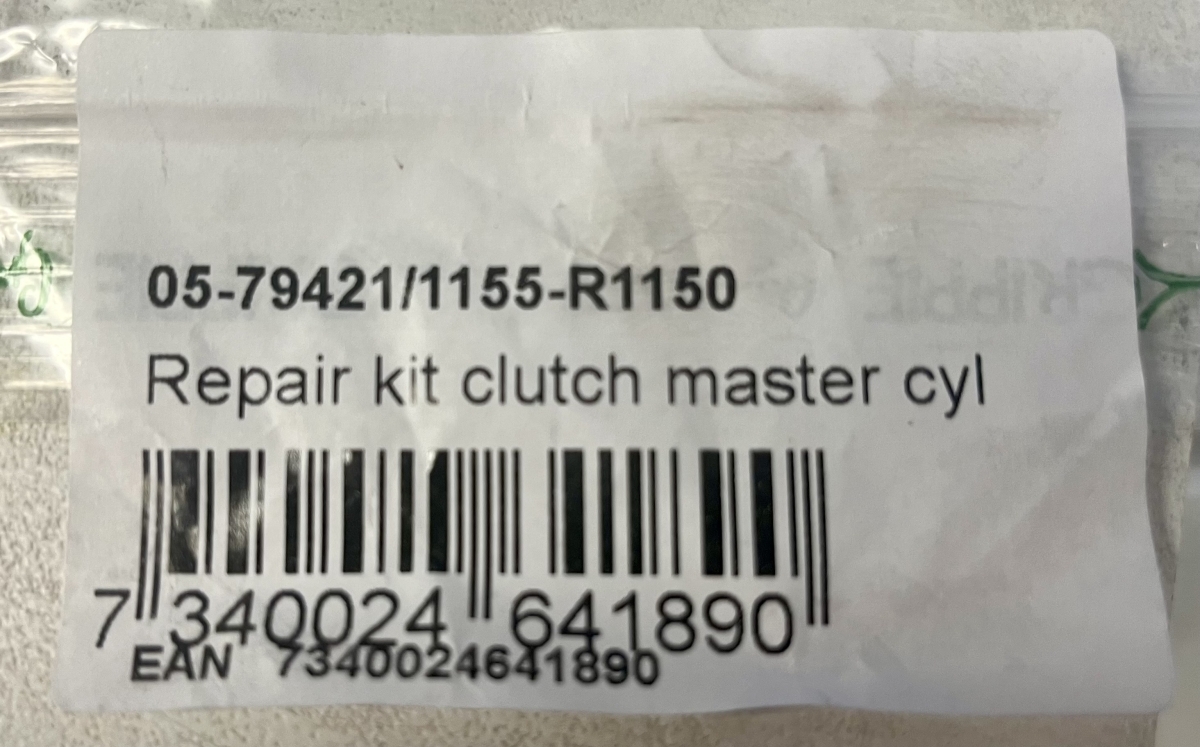 05-79421/1155-R1150
Repair kit clutch master cyl
7 340024 641890
EAN 7340024641890